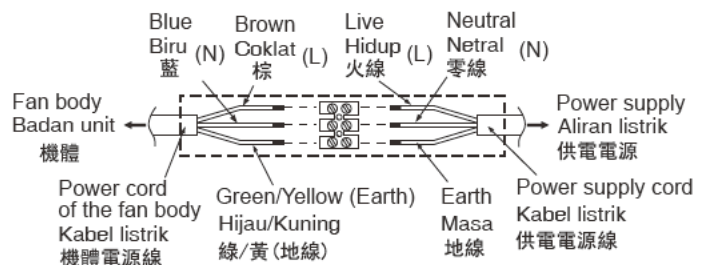 Blue
Biru (N)
藍
Brown
Coklat (L)
棕
Live
Hidup (L)
火線
Neutral
Netral (N)
零線
Fan body
Badan unit
機體
Power supply
Aliran listrik
供電電源
Power cord
of the fan body
Kabel listrik
機體電源線
Green/Yellow (Earth)
Hijau/Kuning
綠/黃(地線)
Earth
Masa
地線
Power supply cord
Kabel listrik
供電電源線